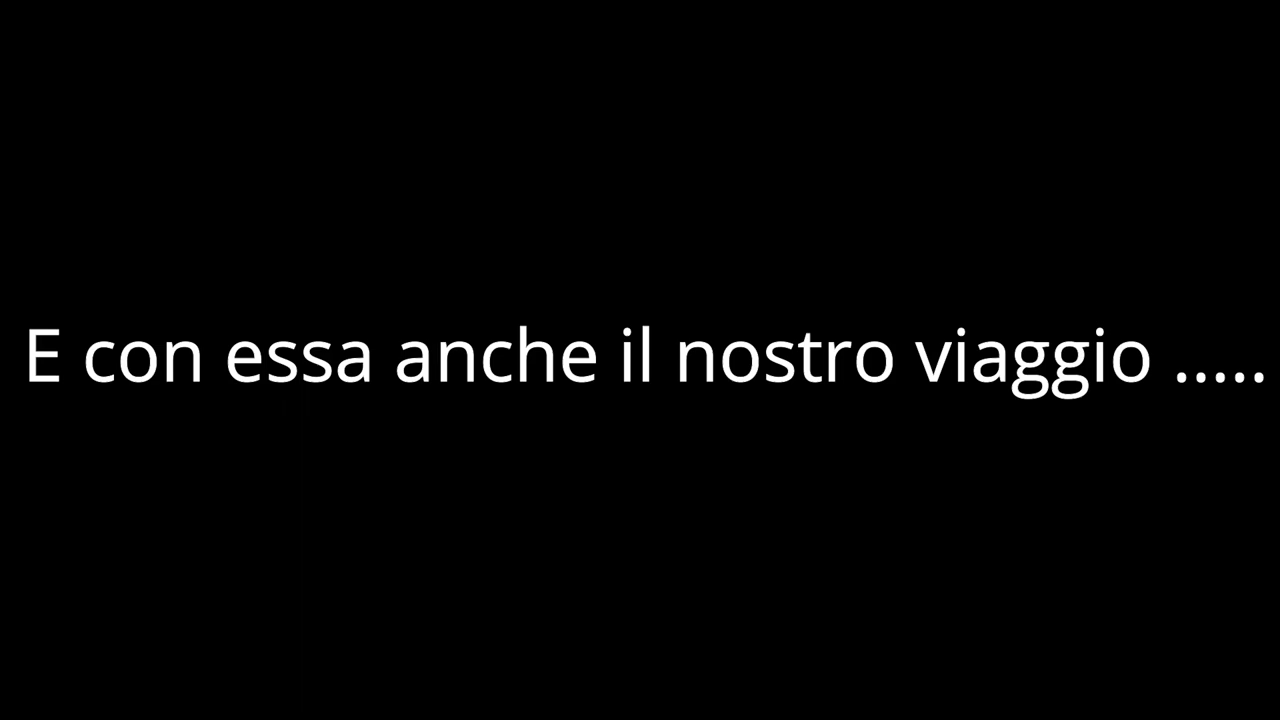 E con essa anche il nostro viaggio .....